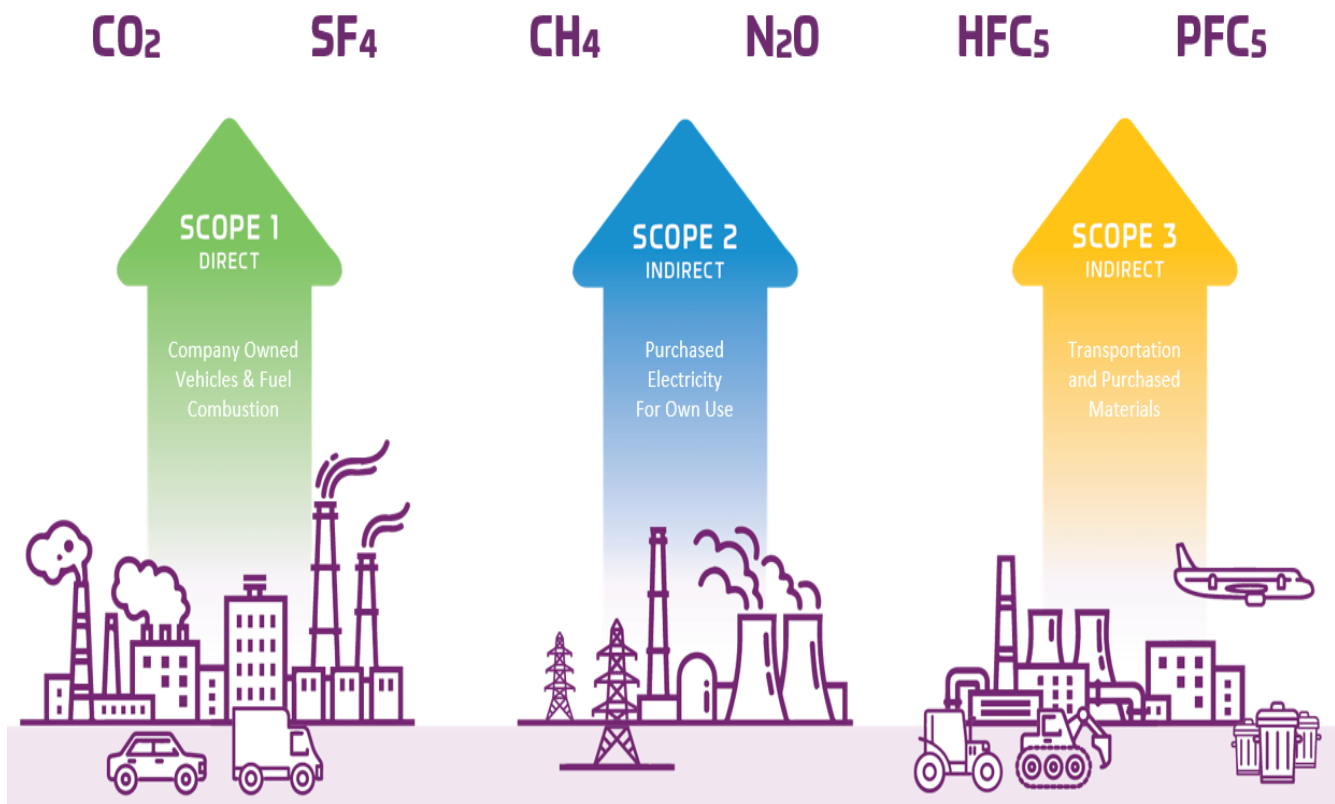 CO₂ SF₄ CH₄ N₂O HFC₅ PFC₅
SCOPE 1
DIRECT
Company Owned
Vehicles & Fuel
Combustion
SCOPE 2
INDIRECT
Purchased
Electricity
For Own Use
SCOPE 3
INDIRECT
Transportation
and Purchased
Materials